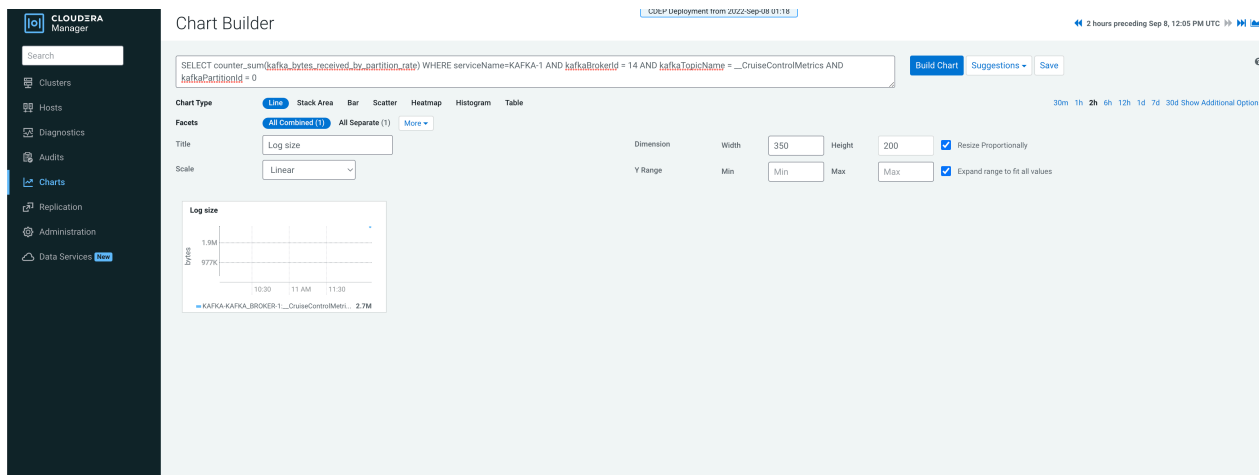 CDEP Deployment from 2022-Sep-08 01:18
CLOUDERA
Manager
Search
Clusters
Hosts
Diagnostics
Audits
Charts
Replication
Administration
Data Services New
Chart Builder
2 hours preceding Sep 8, 12:05 PM UTC
SELECT counter_sum(kafka_bytes_received_by_partition_rate) WHERE serviceName=KAFKA-1 AND kafkaBrokerId = 14 AND kafkaTopicName = __CruiseControlMetrics AND
kafkaPartitionId = 0
Build Chart Suggestions Save
Chart Type Line Stack Area Bar Scatter Heatmap Histogram Table
30m 1h 2h 6h 12h 1d 7d 30d Show Additional Option
Facets All Combined (1) All Separate (1) More
Title Log size Dimension Width 350 Height 200 Resize Proportionally
Scale Linear Y Range Min Min Max Max Expand range to fit all values
Log size
bytes
1.9M
977K
10:30 11 AM 11:30
KAFKA-KAFKA_BROKER-1:__CruiseControlMetri... 2.7M